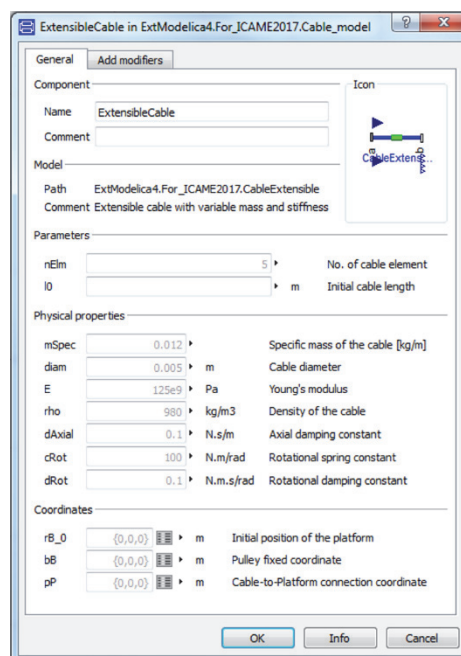 ExtensibleCable in ExtModelica4.For_ICAME2017.Cable_model
General Add modifiers
Component Icon
Name ExtensibleCable
Comment
a b
CableExtens...
Model
Path ExtModelica4.For_ICAME2017.CableExtensible
Comment Extensible cable with variable mass and stiffness
Parameters
nElm 5 No. of cable element
l0 m Initial cable length
Physical properties
mSpec 0.012 Specific mass of the cable [kg/m]
diam 0.005 m Cable diameter
E 125e9 Pa Young's modulus
rho 980 kg/m3 Density of the cable
dAxial 0.1 N.s/m Axial damping constant
cRot 100 N.m/rad Rotational spring constant
dRot 0.1 N.m.s/rad Rotational damping constant
Coordinates
rB_0 {0,0,0} m Initial position of the platform
bB {0,0,0} m Pulley fixed coordinate
pP {0,0,0} m Cable-to-Platform connection coordinate
OK Info Cancel